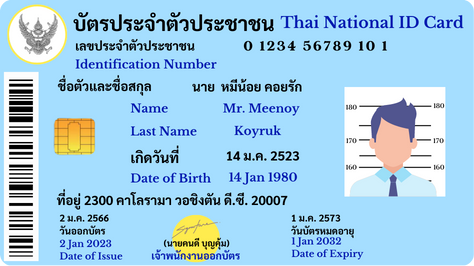 บัตรประจำตัวประชาชน Thai National ID Card
เลขประจำตัวประชาชน 0 1234 56789 10 1
Identification Number
ชื่อตัวและชื่อสกุล นาย หมีน้อย คอยรัก
Name Mr. Meenoy
Last Name Koyruk
เกิดวันที่ 14 ม.ค. 2523
Date of Birth 14 Jan 1980
ที่อยู่ 2300 คาโลรามา วอชิงตัน ดี.ซี. 20007
2 ม.ค. 2566
วันออกบัตร
2 Jan 2023
Date of Issue
(นายคนดี บุญคุ้ม)
เจ้าพนักงานออกบัตร
1 ม.ค. 2573
วันบัตรหมดอายุ
1 Jan 2032
Date of Expiry
180 180
170 170
160 160